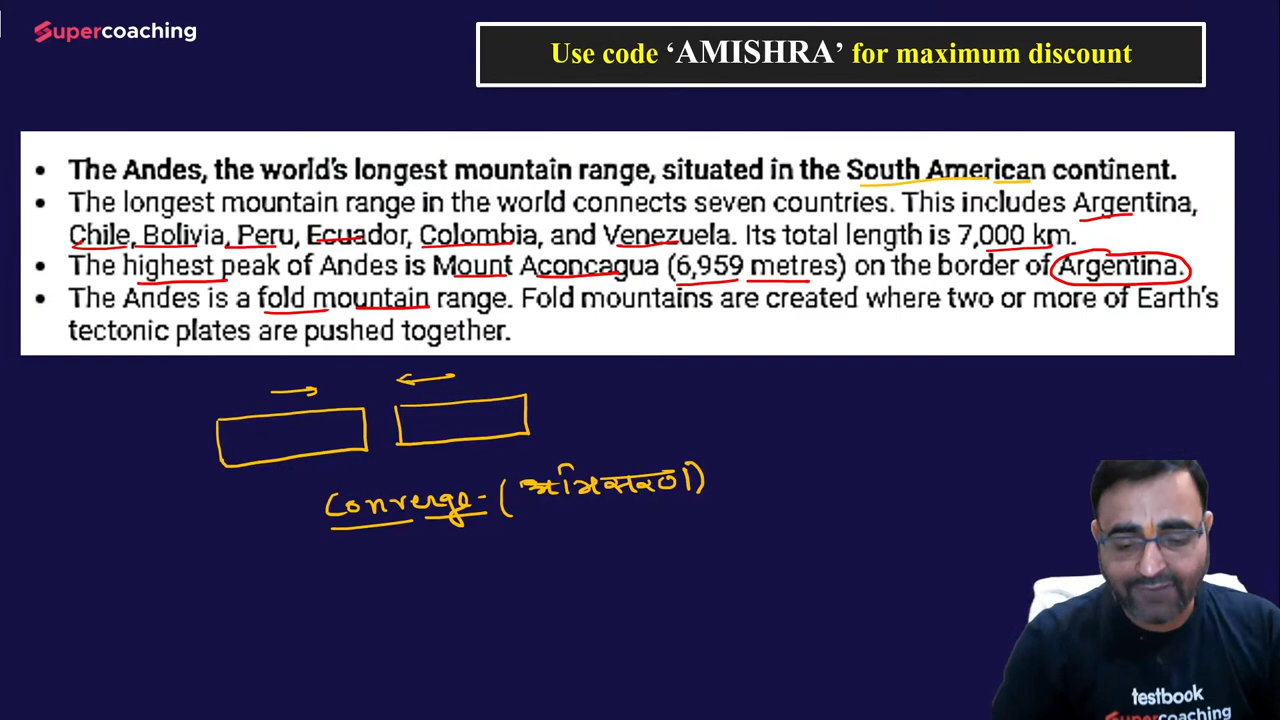 Supercoaching
Use code ‘AMISHRA’ for maximum discount
• The Andes, the world's longest mountain range, situated in the South American continent.
• The longest mountain range in the world connects seven countries. This includes Argentina,
Chile, Bolivia, Peru, Ecuador, Colombia, and Venezuela. Its total length is 7,000 km.
• The highest peak of Andes is Mount Aconcagua (6,959 metres) on the border of Argentina.
• The Andes is a fold mountain range. Fold mountains are created where two or more of Earth's
tectonic plates are pushed together.
Converge - (अभिसरण)
testbook
Supercoaching